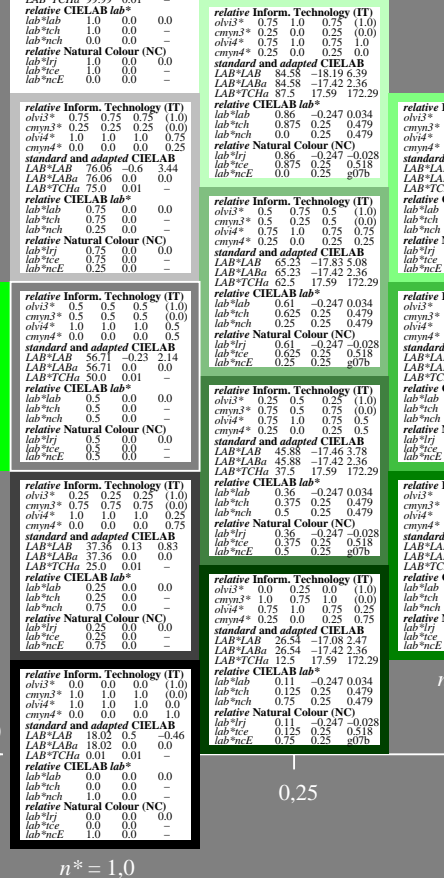 LAB*TCHa 99.99 0.01 –
relative CIELAB lab*
lab*lab 1.0 0.0 0.0
lab*tch 1.0 0.0 –
lab*nch 0.0 0.0 –
relative Natural Colour (NC)
lab*lrj 1.0 0.0 0.0
lab*tce 1.0 0.0 –
lab*ncE 0.0 0.0 –
relative Inform. Technology (IT)
olvi3* 0.75 0.75 0.75 (1.0)
cmyn3* 0.25 0.25 0.25 (0.0)
olvi4* 1.0 1.0 1.0 0.75
cmyn4* 0.0 0.0 0.0 0.25
standard and adapted CIELAB
LAB*LAB 76.06 –0.6 3.44
LAB*LABa 76.06 0.0 0.0
LAB*TCHa 75.0 0.01 –
relative CIELAB lab*
lab*lab 0.75 0.0 0.0
lab*tch 0.75 0.0 –
lab*nch 0.25 0.0 –
relative Natural Colour (NC)
lab*lrj 0.75 0.0 0.0
lab*tce 0.75 0.0 –
lab*ncE 0.25 0.0 –
relative Inform. Technology (IT)
olvi3* 0.5 0.5 0.5 (1.0)
cmyn3* 0.5 0.5 0.5 (0.0)
olvi4* 1.0 1.0 1.0 0.5
cmyn4* 0.0 0.0 0.0 0.5
standard and adapted CIELAB
LAB*LAB 56.71 –0.23 2.14
LAB*LABa 56.71 0.0 0.0
LAB*TCHa 50.0 0.01 –
relative CIELAB lab*
lab*lab 0.5 0.0 0.0
lab*tch 0.5 0.0 –
lab*nch 0.5 0.0 –
relative Natural Colour (NC)
lab*lrj 0.5 0.0 0.0
lab*tce 0.5 0.0 –
lab*ncE 0.5 0.0 –
relative Inform. Technology (IT)
olvi3* 0.25 0.25 0.25 (1.0)
cmyn3* 0.75 0.75 0.75 (0.0)
olvi4* 1.0 1.0 1.0 0.25
cmyn4* 0.0 0.0 0.0 0.75
standard and adapted CIELAB
LAB*LAB 37.36 0.13 0.83
LAB*LABa 37.36 0.0 0.0
LAB*TCHa 25.0 0.01 –
relative CIELAB lab*
lab*lab 0.25 0.0 0.0
lab*tch 0.25 0.0 –
lab*nch 0.75 0.0 –
relative Natural Colour (NC)
lab*lrj 0.25 0.0 0.0
lab*tce 0.25 0.0 –
lab*ncE 0.75 0.0 –
relative Inform. Technology (IT)
olvi3* 0.0 0.0 0.0 (1.0)
cmyn3* 1.0 1.0 1.0 (0.0)
olvi4* 1.0 1.0 1.0 0.0
cmyn4* 0.0 0.0 0.0 1.0
standard and adapted CIELAB
LAB*LAB 18.02 0.5 –0.46
LAB*LABa 18.02 0.0 0.0
LAB*TCHa 0.01 0.01 –
relative CIELAB lab*
lab*lab 0.0 0.0 0.0
lab*tch 0.0 0.0 –
lab*nch 1.0 0.0 –
relative Natural Colour (NC)
lab*lrj 0.0 0.0 0.0
lab*tce 0.0 0.0 –
lab*ncE 1.0 0.0 –
n* = 1,0
relative Inform. Technology (IT)
olvi3* 0.75 1.0 0.75 (1.0)
cmyn3* 0.25 0.0 0.25 (0.0)
olvi4* 0.75 1.0 0.75 1.0
cmyn4* 0.25 0.0 0.25 0.0
standard and adapted CIELAB
LAB*LAB 84.58 –18.19 6.39
LAB*LABa 84.58 –17.42 2.36
LAB*TCHa 87.5 17.59 172.29
relative CIELAB lab*
lab*lab 0.86 –0.247 0.034
lab*tch 0.875 0.25 0.479
lab*nch 0.0 0.25 0.479
relative Natural Colour (NC)
lab*lrj 0.86 –0.247 –0.028
lab*tce 0.875 0.25 0.518
lab*ncE 0.0 0.25 g07b
relative Inform. Technology (IT)
olvi3* 0.5 0.75 0.5 (1.0)
cmyn3* 0.5 0.25 0.5 (0.0)
olvi4* 0.75 1.0 0.75 0.75
cmyn4* 0.25 0.0 0.25 0.25
standard and adapted CIELAB
LAB*LAB 65.23 –17.83 5.08
LAB*LABa 65.23 –17.42 2.36
LAB*TCHa 62.5 17.59 172.29
relative CIELAB lab*
lab*lab 0.61 –0.247 0.034
lab*tch 0.625 0.25 0.479
lab*nch 0.25 0.25 0.479
relative Natural Colour (NC)
lab*lrj 0.61 –0.247 –0.028
lab*tce 0.625 0.25 0.518
lab*ncE 0.25 0.25 g07b
relative Inform. Technology (IT)
olvi3* 0.25 0.5 0.25 (1.0)
cmyn3* 0.75 0.5 0.75 (0.0)
olvi4* 0.75 1.0 0.75 0.5
cmyn4* 0.25 0.0 0.25 0.5
standard and adapted CIELAB
LAB*LAB 45.88 –17.46 3.78
LAB*LABa 45.88 –17.42 2.36
LAB*TCHa 37.5 17.59 172.29
relative CIELAB lab*
lab*lab 0.36 –0.247 0.034
lab*tch 0.375 0.25 0.479
lab*nch 0.5 0.25 0.479
relative Natural Colour (NC)
lab*lrj 0.36 –0.247 –0.028
lab*tce 0.375 0.25 0.518
lab*ncE 0.5 0.25 g07b
relative Inform. Technology (IT)
olvi3* 0.0 0.25 0.0 (1.0)
cmyn3* 1.0 0.75 1.0 (0.0)
olvi4* 0.75 1.0 0.75 0.25
cmyn4* 0.25 0.0 0.25 0.75
standard and adapted CIELAB
LAB*LAB 26.54 –17.08 2.47
LAB*LABa 26.54 –17.42 2.36
LAB*TCHa 12.5 17.59 172.29
relative CIELAB lab*
lab*lab 0.11 –0.247 0.034
lab*tch 0.125 0.25 0.479
lab*nch 0.75 0.25 0.479
relative Natural Colour (NC)
lab*lrj 0.11 –0.247 –0.028
lab*tce 0.125 0.25 0.518
lab*ncE 0.75 0.25 g07b
0,25